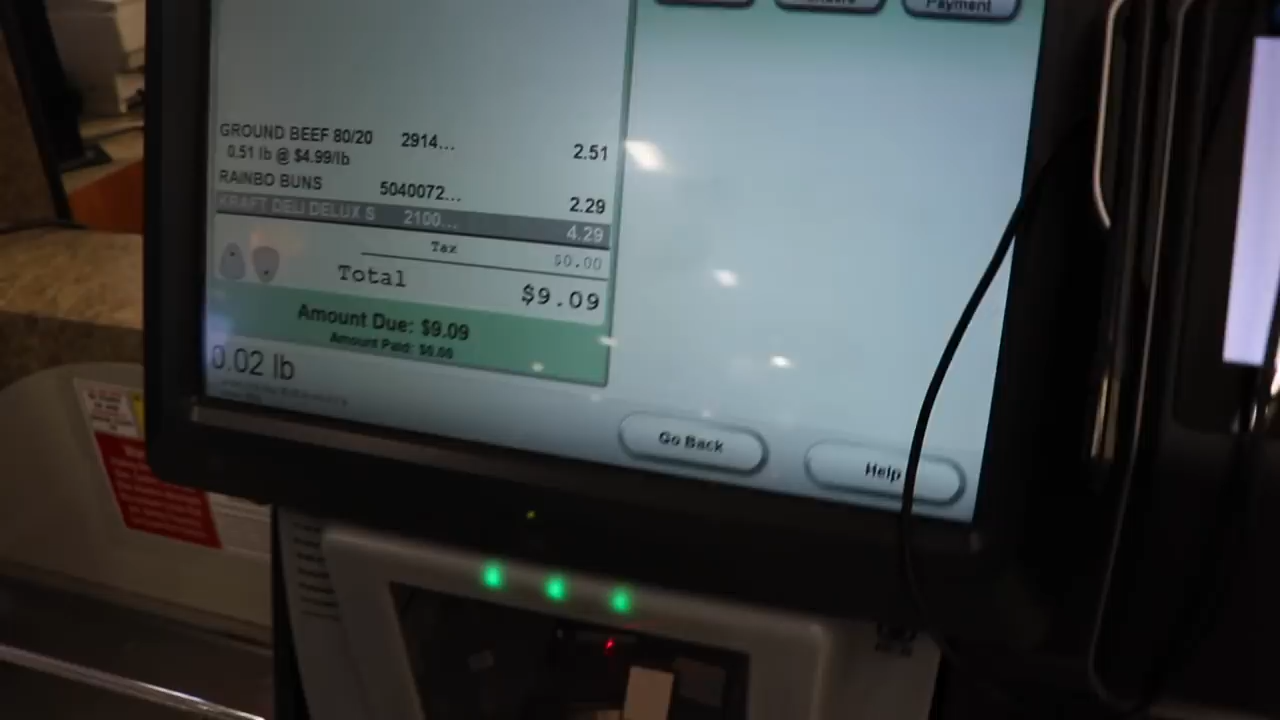 Payment
GROUND BEEF 80/20 2914... 2.51
0.51 lb @ $4.99/lb
RAINBO BUNS 5040072... 2.29
KRAFT DELI DELUX S 2100... 4.29
Tax $0.00
Total $9.09
Amount Due: $9.09
Amount Paid: $0.00
0.02 lb
Go Back
Help